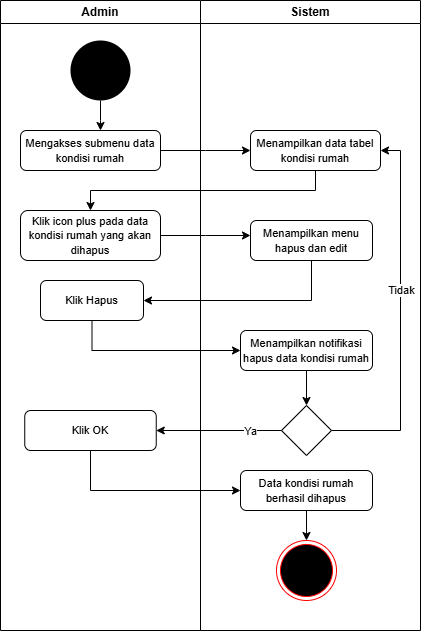 Admin
Sistem
Mengakses submenu data
kondisi rumah
Menampilkan data tabel
kondisi rumah
Klik icon plus pada data
kondisi rumah yang akan
dihapus
Menampilkan menu
hapus dan edit
Klik Hapus
Tidak
Menampilkan notifikasi
hapus data kondisi rumah
Klik OK
Ya
Data kondisi rumah
berhasil dihapus